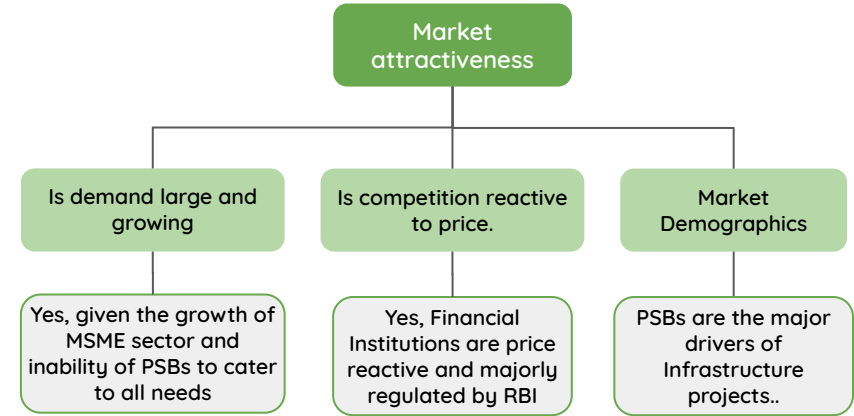 Market
attractiveness
Is demand large and
growing
Is competition reactive
to price.
Market
Demographics
Yes, given the growth of
MSME sector and
inability of PSBs to cater
to all needs
Yes, Financial
Institutions are price
reactive and majorly
regulated by RBI
PSBs are the major
drivers of
Infrastructure
projects..